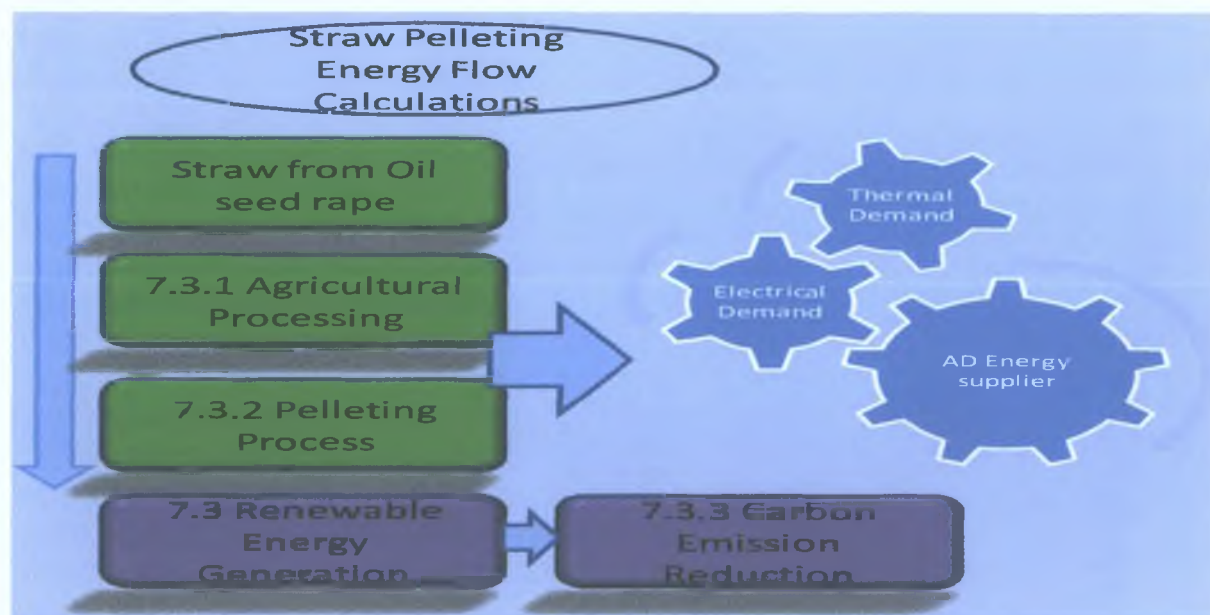 Straw Pelleting
Energy Flow
Calculations
Straw from Oil
seed rape
7.3.1 Agricultural
Processing
7.3.2 Pelleting
Process
7.3 Renewable
Energy
Generation
7.3.3 Carbon
Emission
Reduction
Thermal
Demand
Electrical
Demand
AD Energy
supplier